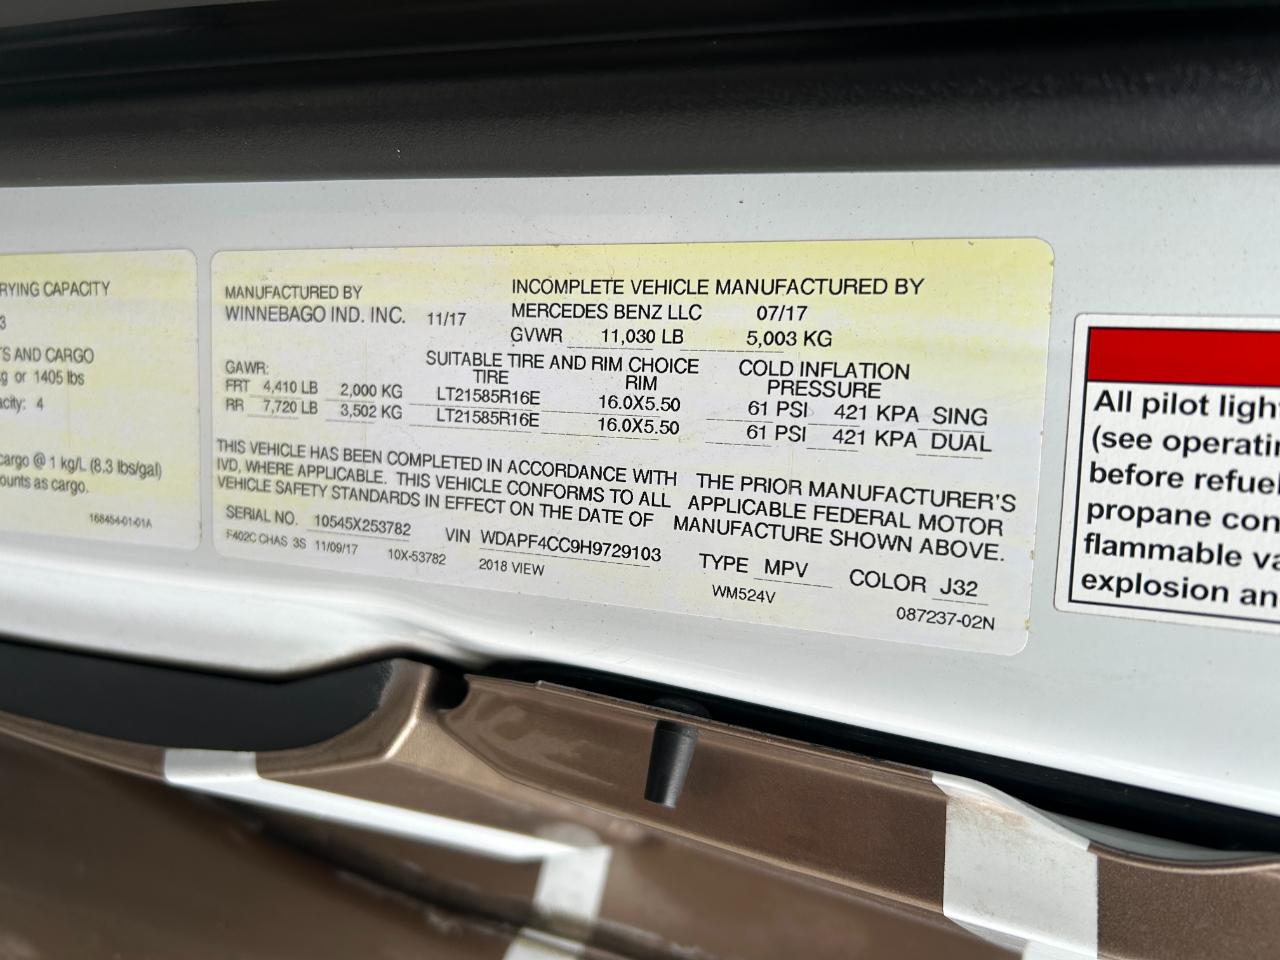 RYING CAPACITY
3
TS AND CARGO
g or 1405 lbs
acity: 4
cargo @ 1 kg/L (8.3 lbs/gal)
ounts as cargo.
168454-01-01A
MANUFACTURED BY
WINNEBAGO IND. INC. 11/17
INCOMPLETE VEHICLE MANUFACTURED BY
MERCEDES BENZ LLC 07/17
GVWR 11,030 LB 5,003 KG
GAWR: SUITABLE TIRE AND RIM CHOICE COLD INFLATION
TIRE RIM PRESSURE
FRT 4,410 LB 2,000 KG LT21585R16E 16.0X5.50 61 PSI 421 KPA SING
RR 7,720 LB 3,502 KG LT21585R16E 16.0X5.50 61 PSI 421 KPA DUAL
THIS VEHICLE HAS BEEN COMPLETED IN ACCORDANCE WITH THE PRIOR MANUFACTURER'S
IVD, WHERE APPLICABLE. THIS VEHICLE CONFORMS TO ALL APPLICABLE FEDERAL MOTOR
VEHICLE SAFETY STANDARDS IN EFFECT ON THE DATE OF MANUFACTURE SHOWN ABOVE.
SERIAL NO. 10545X253782 VIN WDAPF4CC9H9729103 TYPE MPV COLOR J32
F402C CHAS 3S 11/09/17 10X-53782 2018 VIEW WM524V 087237-02N
All pilot ligh
(see operatin
before refuel
propane con
flammable va
explosion an